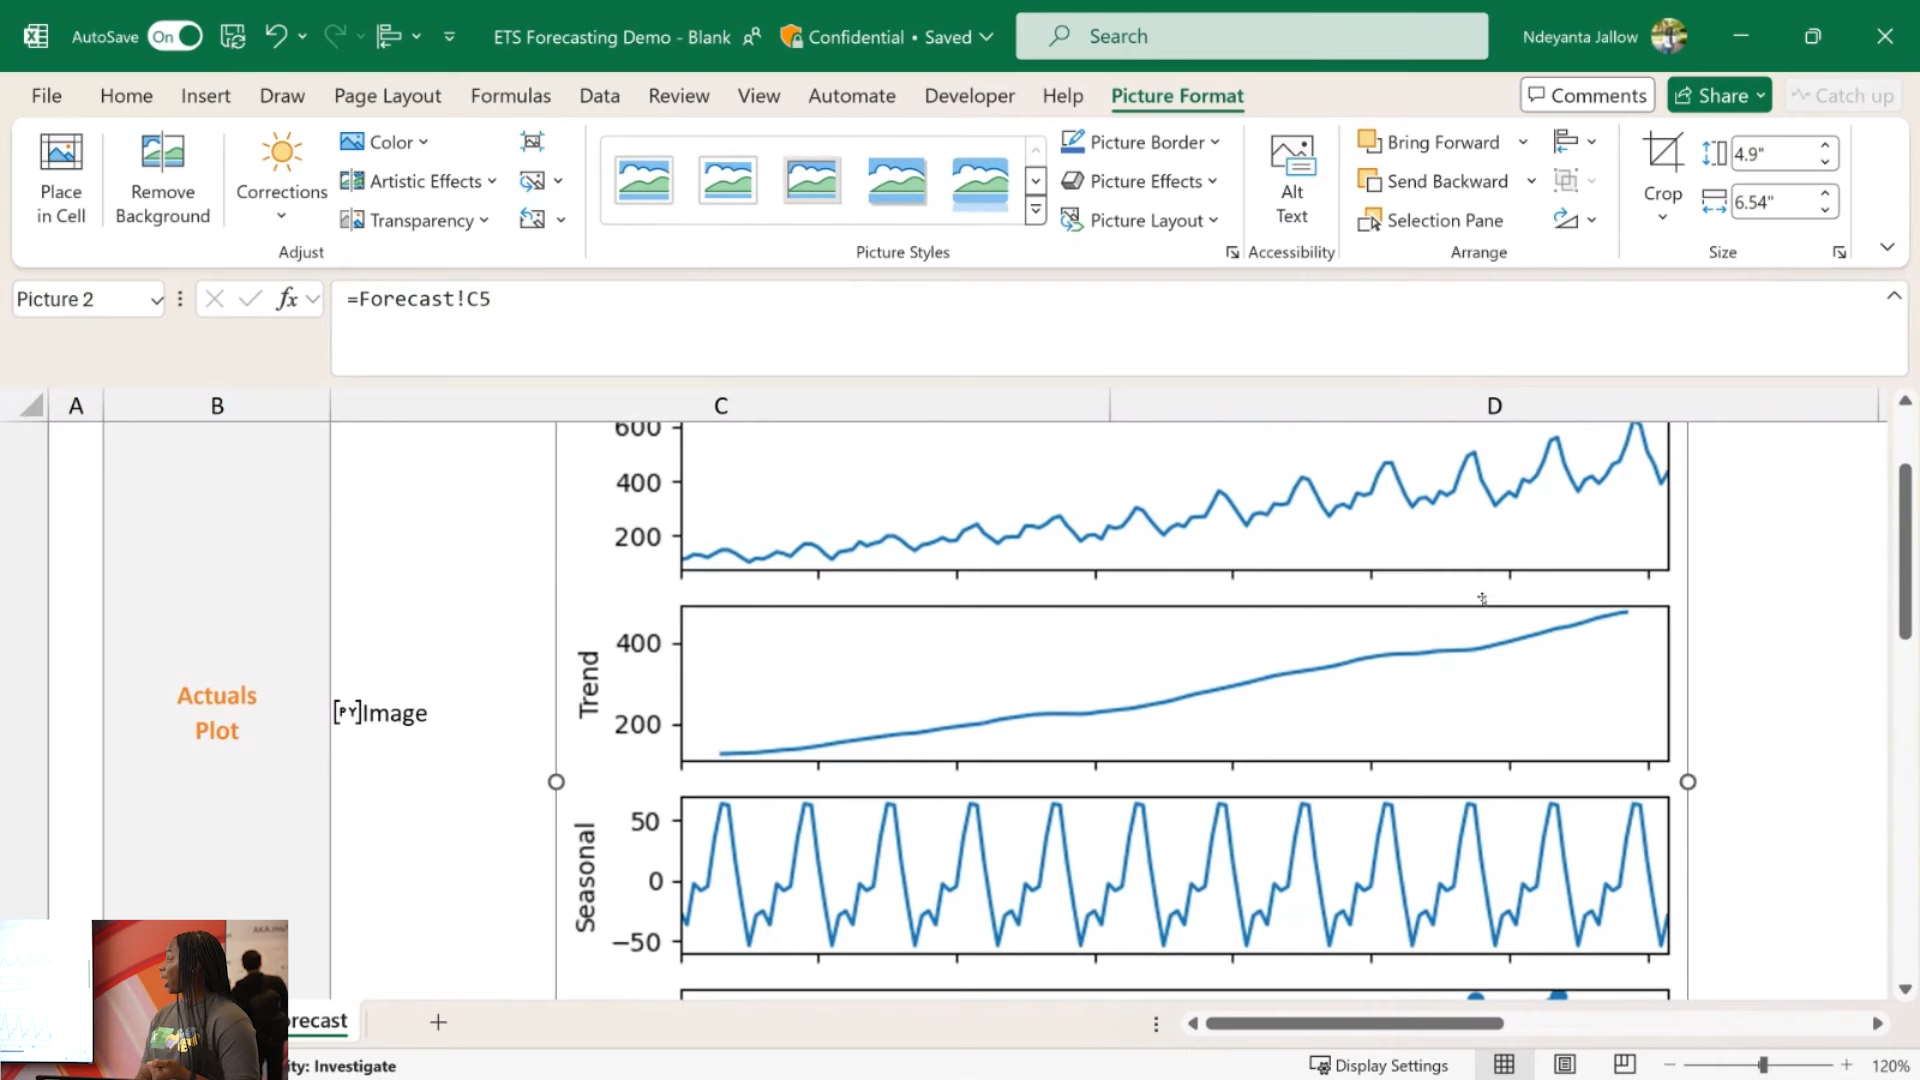 AutoSave On ETS Forecasting Demo - Blank Confidential • Saved Search Ndeyanta Jallow
File Home Insert Draw Page Layout Formulas Data Review View Automate Developer Help Picture Format Comments Share Catch up
Place in Cell
Remove Background
Corrections
Color
Artistic Effects
Transparency
Adjust
Picture Styles
Picture Border
Picture Effects
Picture Layout
Alt Text
Accessibility
Bring Forward
Send Backward
Selection Pane
Arrange
Crop
4.9"
6.54"
Size
Picture 2 fx =Forecast!C5
A B C D
600
400
200
Trend
400
200
Actuals
Plot
[PY]Image
Seasonal
50
0
−50
recast +
ity: Investigate Display Settings − + 120%